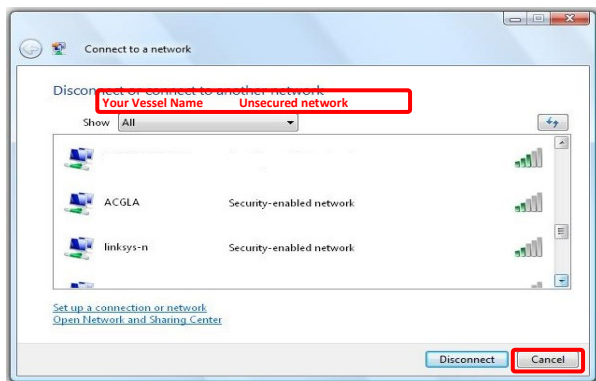 Connect to a network
Disconnect or connect to another network
Your Vessel Name Unsecured network
Show All
ACGLA Security-enabled network
linksys-n Security-enabled network
Set up a connection or network
Open Network and Sharing Center
Disconnect Cancel